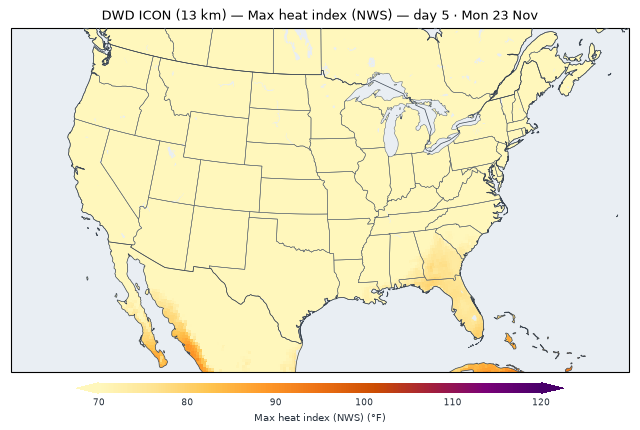 DWD ICON (13 km) — Max heat index (NWS) — day 5 · Mon 23 Nov
70 80 90 100 110 120
Max heat index (NWS) (°F)